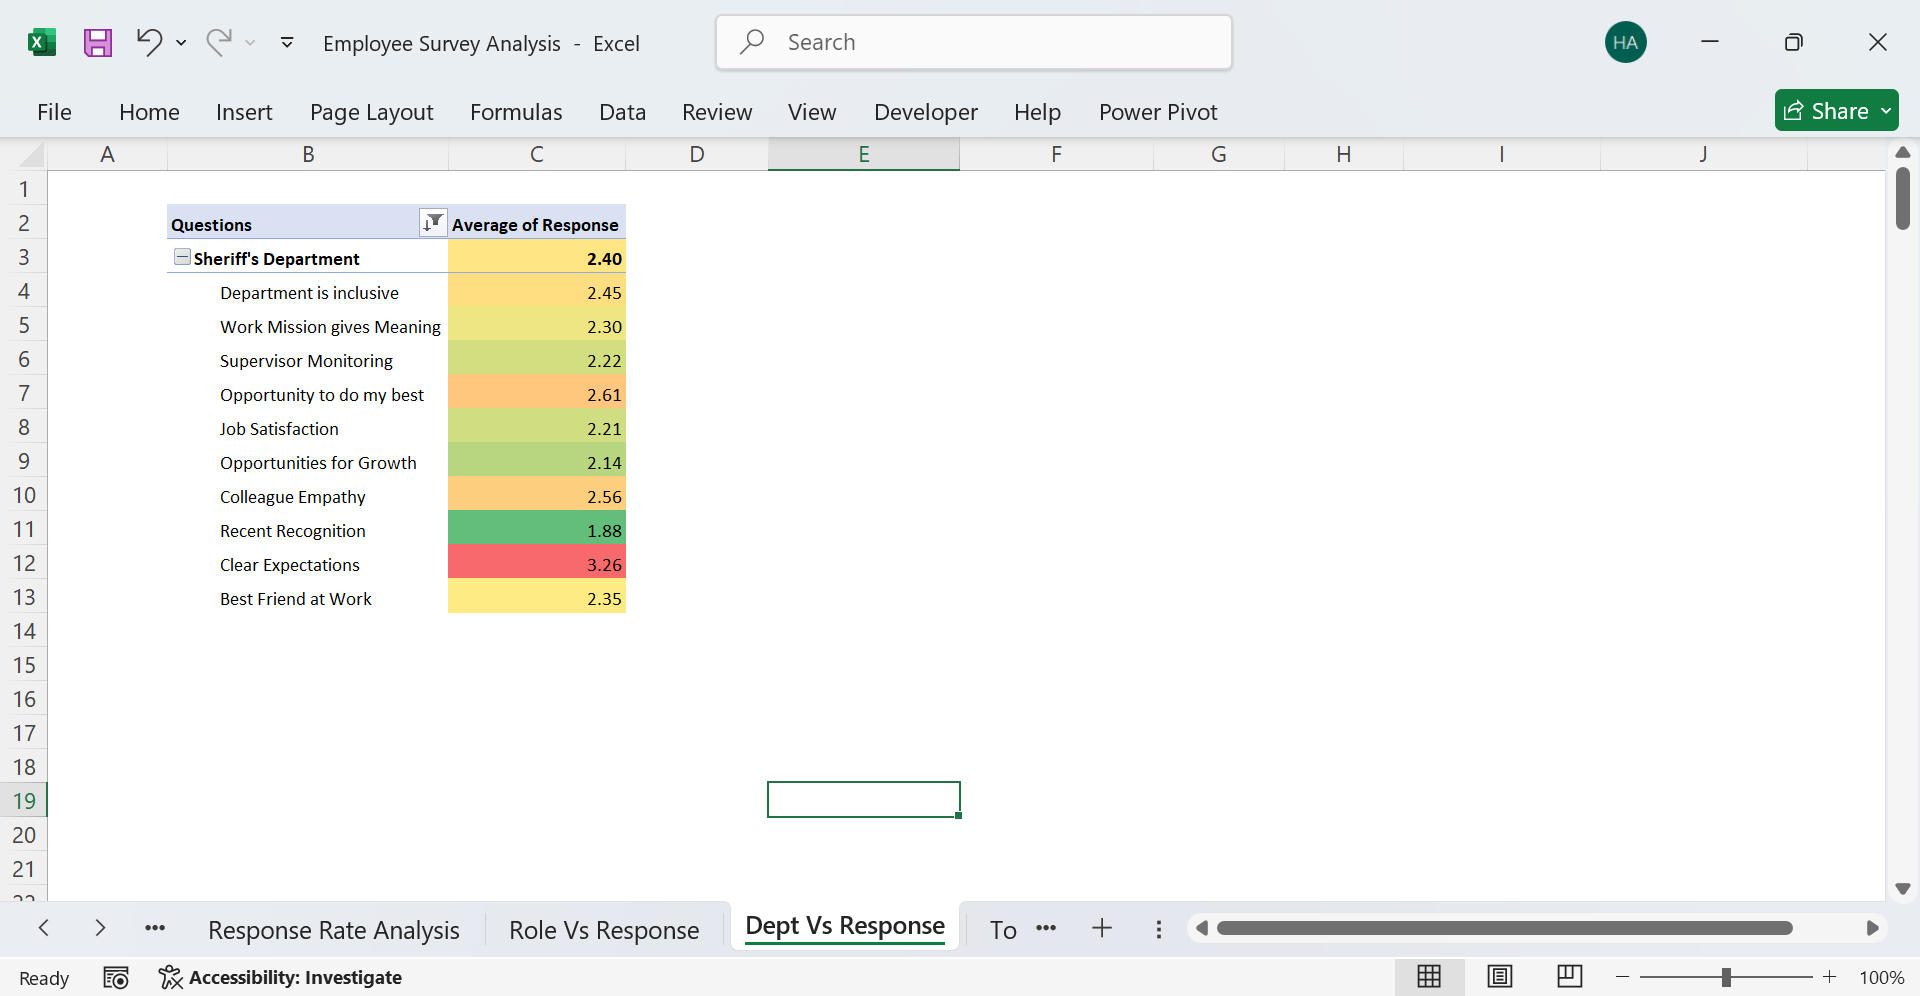 Employee Survey Analysis - Excel
Search
HA
File Home Insert Page Layout Formulas Data Review View Developer Help Power Pivot Share
A B C D E F G H I J
1
2 Questions Average of Response
3 Sheriff's Department 2.40
4 Department is inclusive 2.45
5 Work Mission gives Meaning 2.30
6 Supervisor Monitoring 2.22
7 Opportunity to do my best 2.61
8 Job Satisfaction 2.21
9 Opportunities for Growth 2.14
10 Colleague Empathy 2.56
11 Recent Recognition 1.88
12 Clear Expectations 3.26
13 Best Friend at Work 2.35
14
15
16
17
18
19
20
21
22
Response Rate Analysis Role Vs Response Dept Vs Response To
Ready Accessibility: Investigate 100%